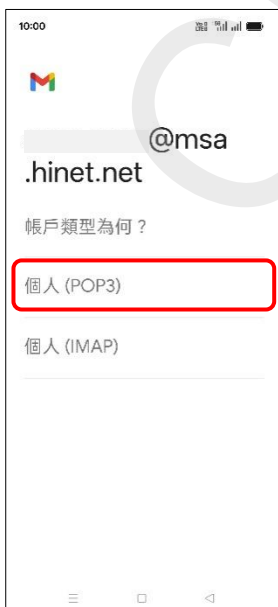 10:00
@msa
.hinet.net
帳戶類型為何？
個人 (POP3)
個人 (IMAP)